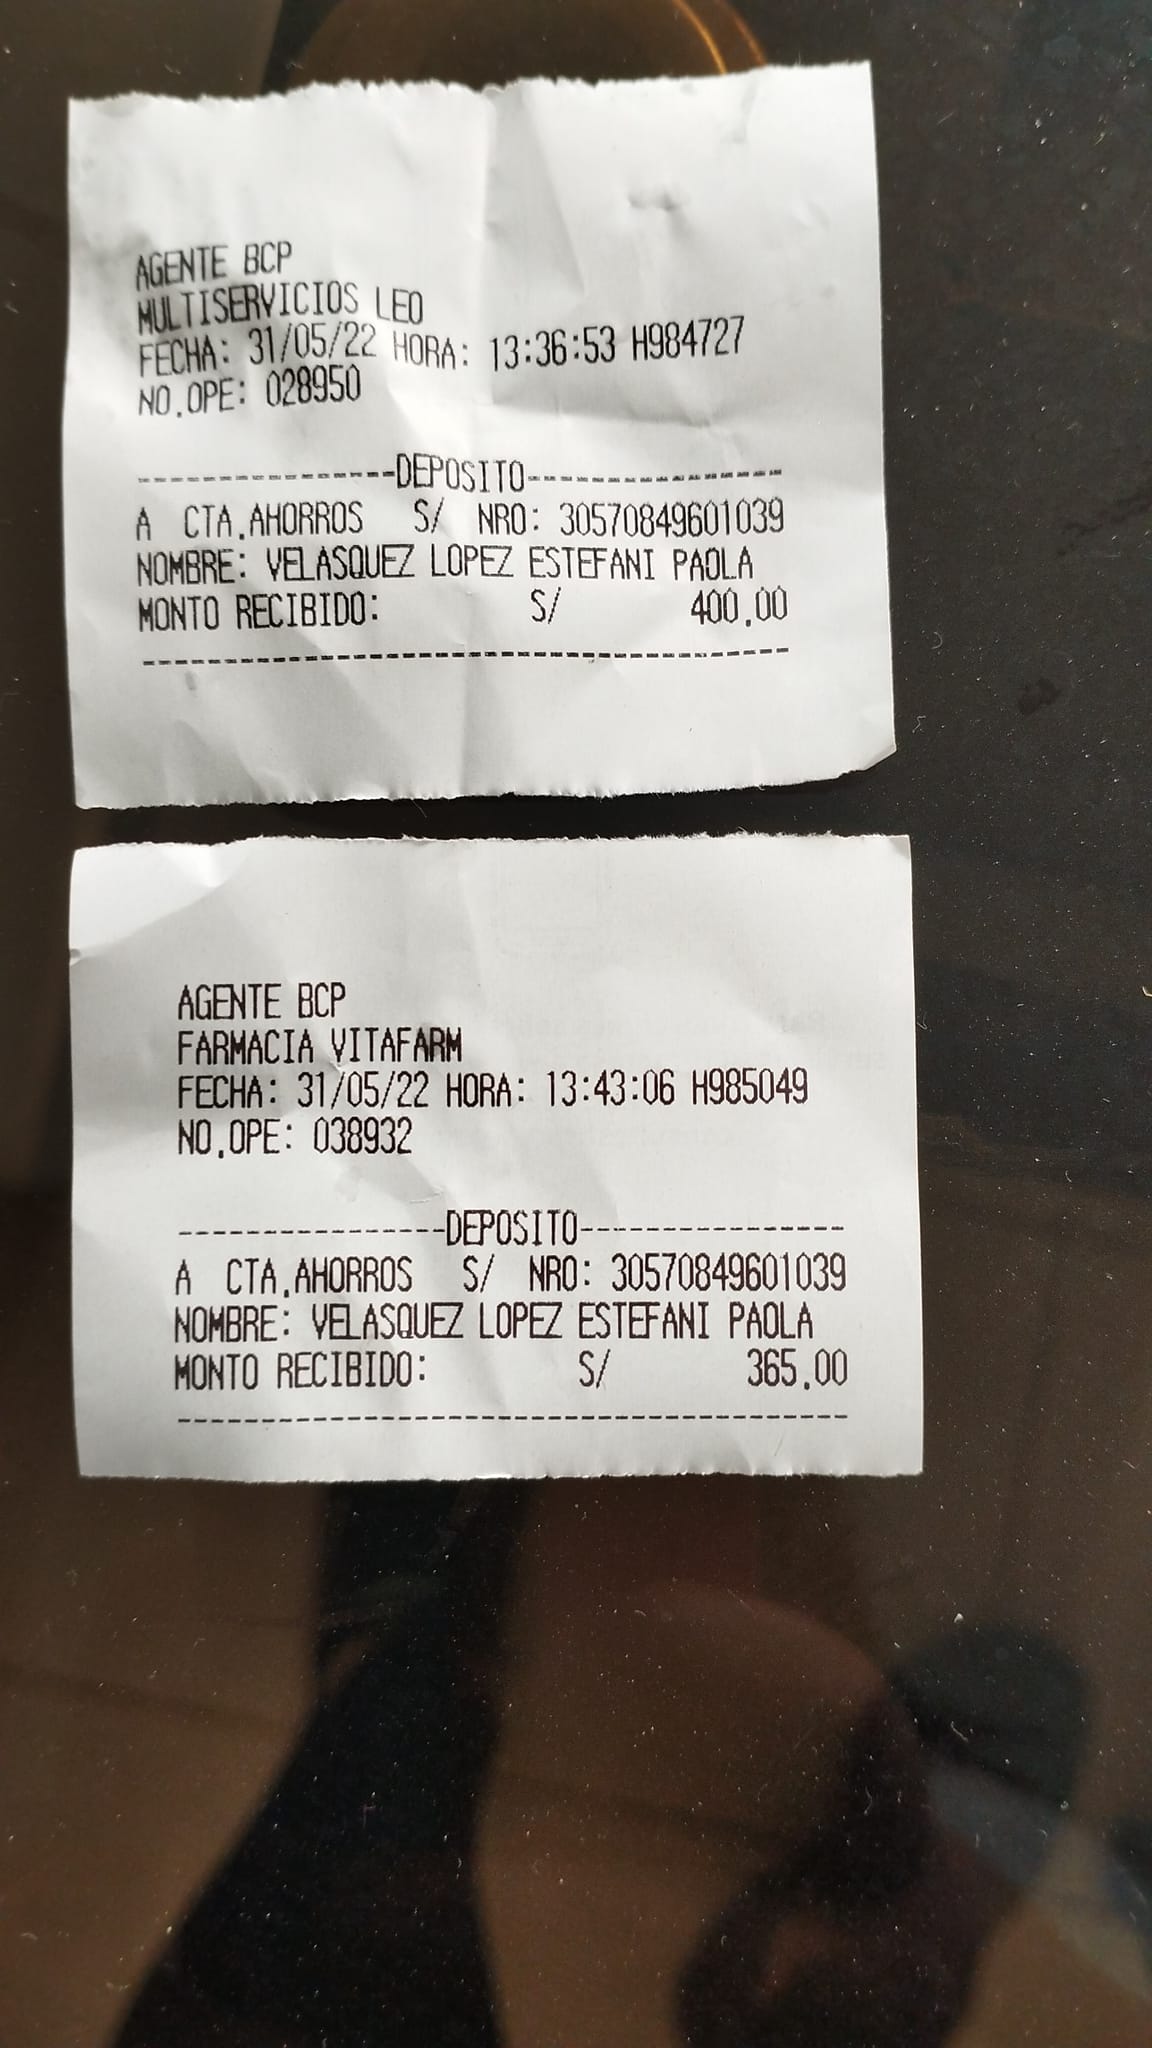 AGENTE BCP
MULTISERVICIOS LEO
FECHA: 31/05/22 HORA: 13:36:53 H984727
NO.OPE: 028950
----------------DEPOSITO----------------
A CTA.AHORROS S/ NRO: 30570849601039
NOMBRE: VELASQUEZ LOPEZ ESTEFANI PAOLA
MONTO RECIBIDO: S/ 400.00
----------------------------------------
AGENTE BCP
FARMACIA VITAFARM
FECHA: 31/05/22 HORA: 13:43:06 H985049
NO.OPE: 038932
----------------DEPOSITO----------------
A CTA.AHORROS S/ NRO: 30570849601039
NOMBRE: VELASQUEZ LOPEZ ESTEFANI PAOLA
MONTO RECIBIDO: S/ 365.00
----------------------------------------